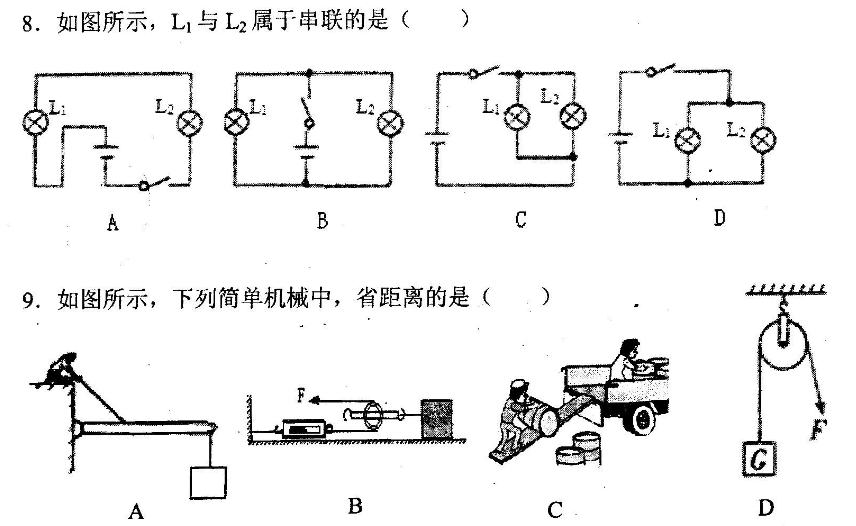 8．如图所示，L₁与L₂属于串联的是（　　）
L₁ L₂ L₁ L₂ L₁ L₂ L₁ L₂
A B C D
9．如图所示，下列简单机械中，省距离的是（　　）
F F G
A B C D